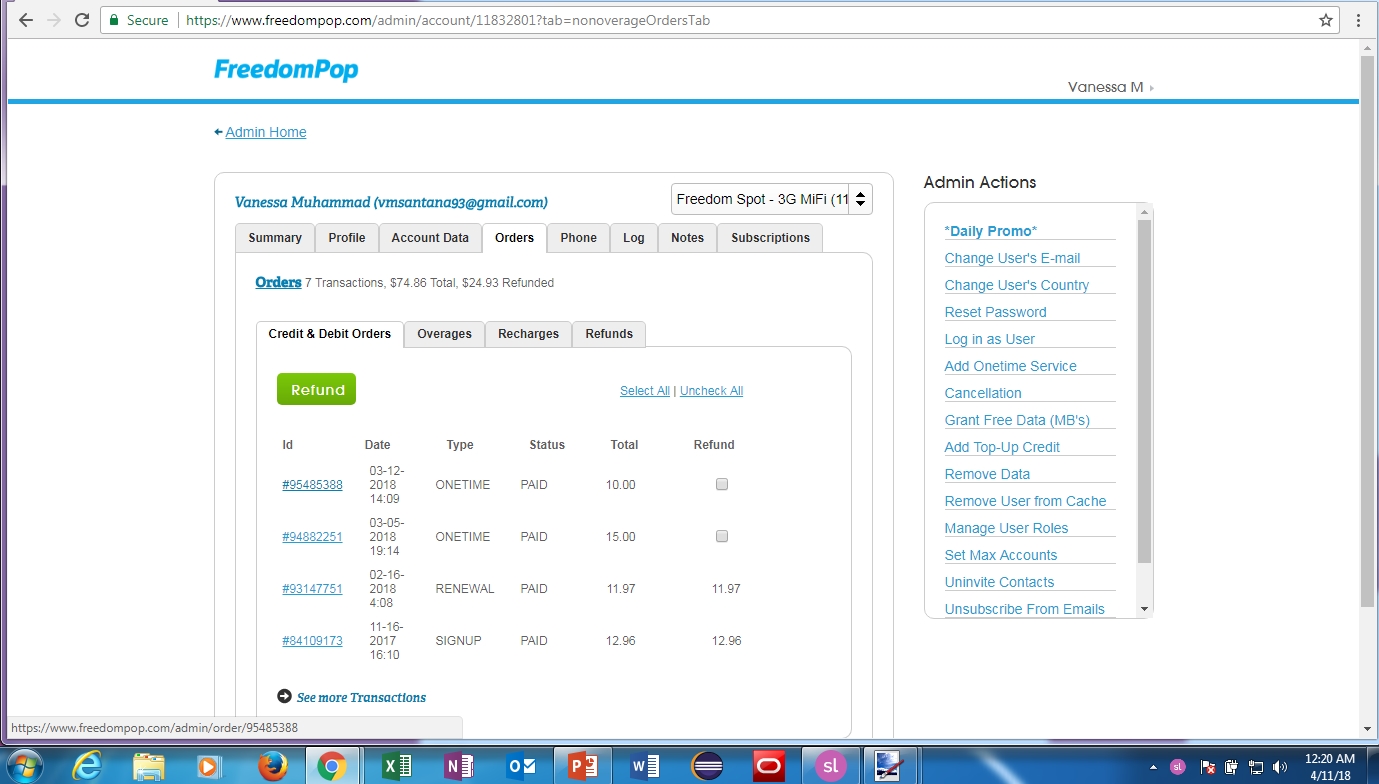 Secure https://www.freedompop.com/admin/account/11832801?tab=nonoverageOrdersTab
FreedomPop
Vanessa M
Admin Home
Vanessa Muhammad (vmsantana93@gmail.com)
Freedom Spot - 3G MiFi (11
Summary Profile Account Data Orders Phone Log Notes Subscriptions
Orders 7 Transactions, $74.86 Total, $24.93 Refunded
Credit & Debit Orders Overages Recharges Refunds
Refund
Select All | Uncheck All
Id Date Type Status Total Refund
#95485388 03-12-2018 14:09 ONETIME PAID 10.00
#94882251 03-05-2018 19:14 ONETIME PAID 15.00
#93147751 02-16-2018 4:08 RENEWAL PAID 11.97 11.97
#84109173 11-16-2017 16:10 SIGNUP PAID 12.96 12.96
See more Transactions
Admin Actions
*Daily Promo*
Change User's E-mail
Change User's Country
Reset Password
Log in as User
Add Onetime Service
Cancellation
Grant Free Data (MB's)
Add Top-Up Credit
Remove Data
Remove User from Cache
Manage User Roles
Set Max Accounts
Uninvite Contacts
Unsubscribe From Emails
https://www.freedompop.com/admin/order/95485388
sl
sl
12:20 AM
4/11/18